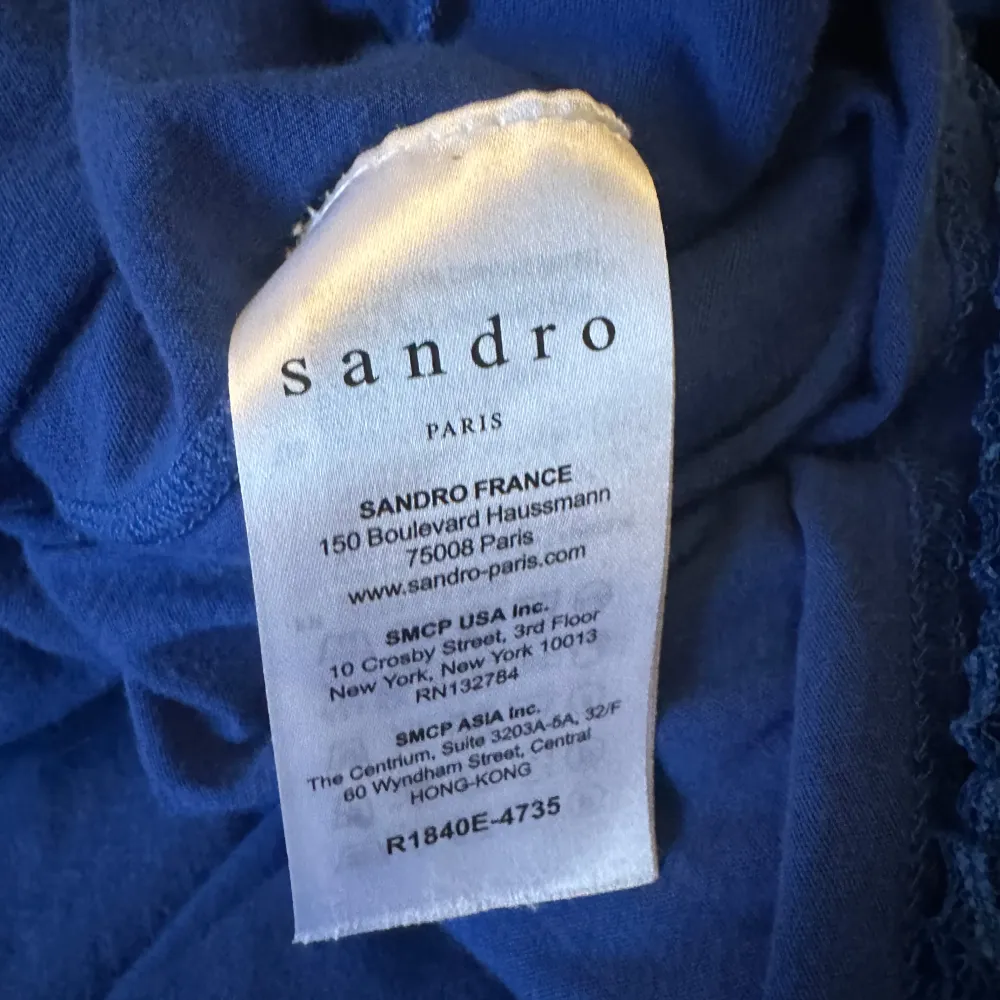 sandro
PARIS
SANDRO FRANCE
150 Boulevard Haussmann
75008 Paris
www.sandro-paris.com
SMCP USA Inc.
10 Crosby Street, 3rd Floor
New York, New York 10013
RN132784
SMCP ASIA Inc.
The Centrium, Suite 3203A-5A, 32/F
60 Wyndham Street, Central
HONG-KONG
R1840E-4735